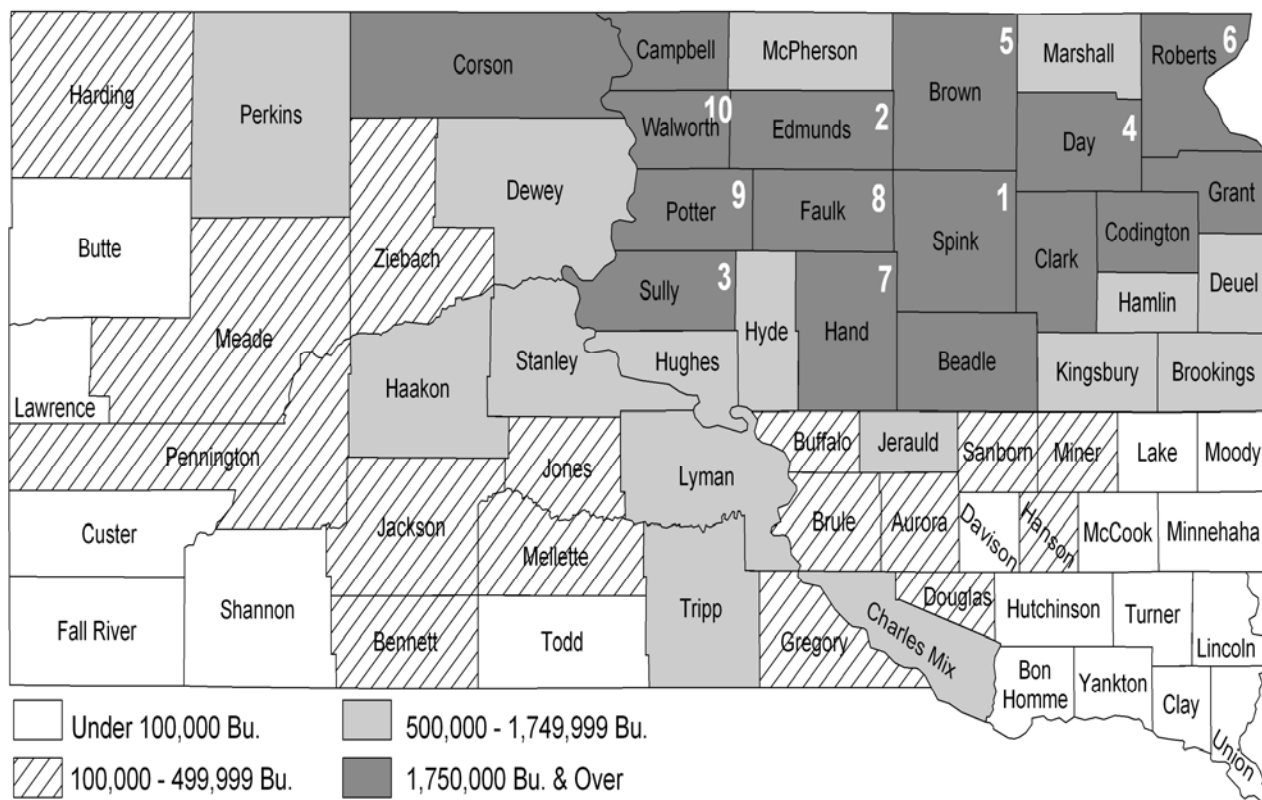 Harding
Perkins
Corson
Campbell
McPherson
5
Brown
Marshall
Roberts 6
10
Walworth
Edmunds 2
Day 4
Dewey
Potter 9
Faulk 8
Spink 1
Clark
Codington
Grant
Butte
Ziebach
Sully 3
7
Hand
Hyde
Hamlin
Deuel
Meade
Haakon
Stanley
Hughes
Beadle
Kingsbury
Brookings
Lawrence
Pennington
Jones
Lyman
Buffalo
Jerauld
Sanborn
Miner
Lake
Moody
Custer
Jackson
Mellette
Brule
Aurora
Davison
Hanson
McCook
Minnehaha
Fall River
Shannon
Bennett
Todd
Tripp
Gregory
Charles Mix
Douglas
Hutchinson
Turner
Lincoln
Bon
Homme
Yankton
Clay
Union
Under 100,000 Bu.
500,000 - 1,749,999 Bu.
100,000 - 499,999 Bu.
1,750,000 Bu. & Over